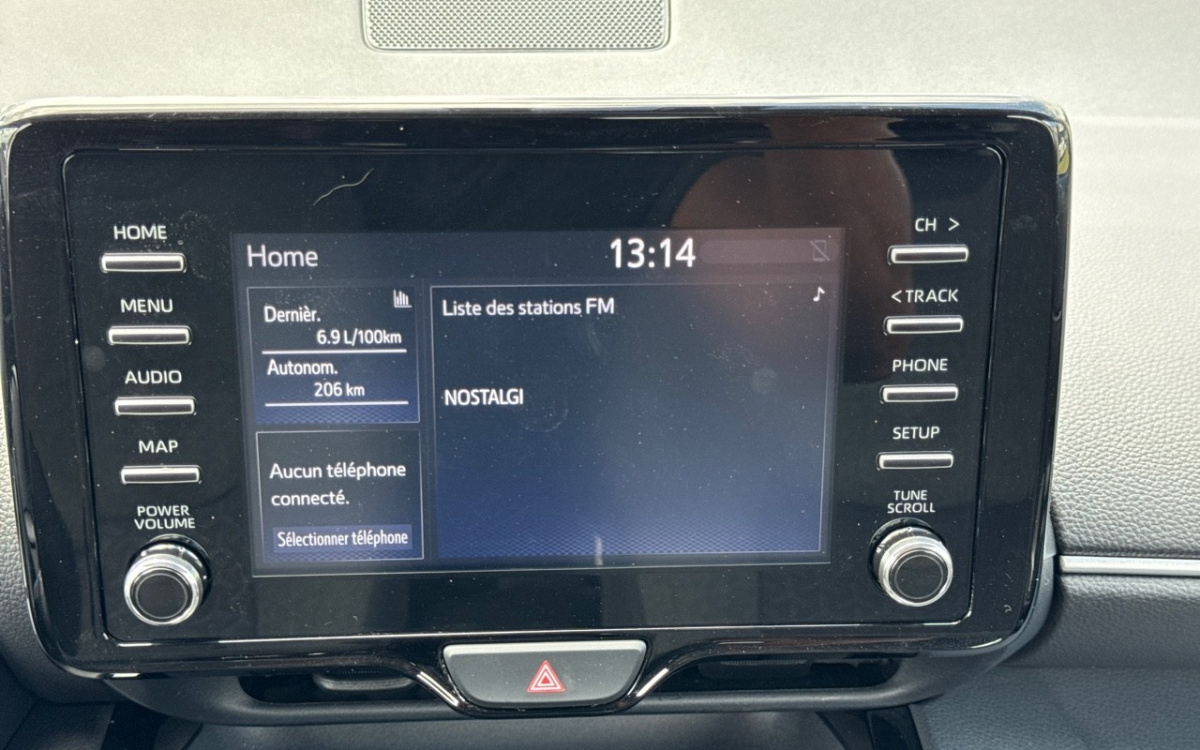 HOME
MENU
AUDIO
MAP
POWER
VOLUME
Home
13:14
Dernièr.
6.9 L/100km
Autonom.
206 km
Aucun téléphone
connecté.
Sélectionner téléphone
Liste des stations FM
NOSTALGI
CH >
< TRACK
PHONE
SETUP
TUNE
SCROLL